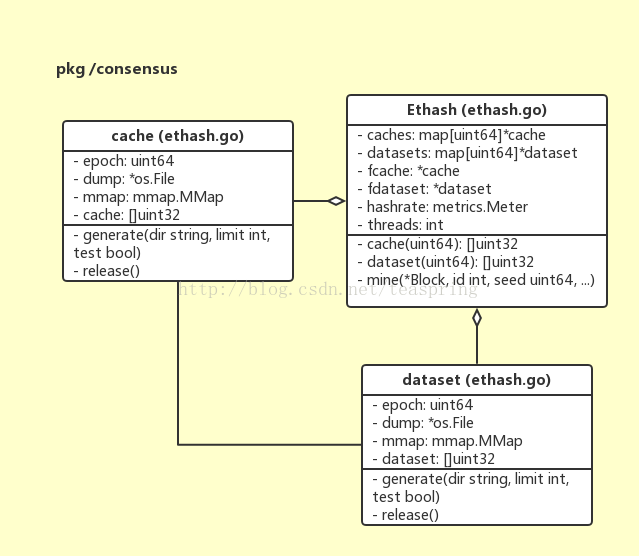 pkg /consensus
cache (ethash.go)
- epoch: uint64
- dump: *os.File
- mmap: mmap.MMap
- cache: []uint32
- generate(dir string, limit int,
test bool)
- release()
Ethash (ethash.go)
- caches: map[uint64]*cache
- datasets: map[uint64]*dataset
- fcache: *cache
- fdataset: *dataset
- hashrate: metrics.Meter
- threads: int
- cache(uint64): []uint32
- dataset(uint64): []uint32
- mine(*Block, id int, seed uint64, ...)
http://blog.csdn.net/teaspring
dataset (ethash.go)
- epoch: uint64
- dump: *os.File
- mmap: mmap.MMap
- dataset: []uint32
- generate(dir string, limit int,
test bool)
- release()